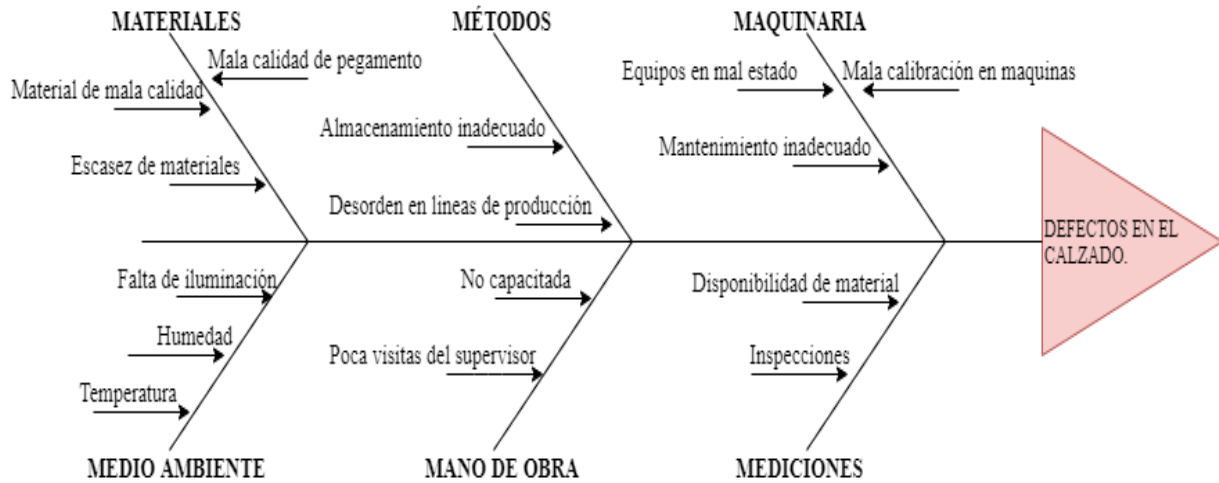 MATERIALES
MÉTODOS
MAQUINARIA
Mala calidad de pegamento
Material de mala calidad
Escasez de materiales
Almacenamiento inadecuado
Desorden en lineas de producción
Equipos en mal estado
Mala calibración en maquinas
Mantenimiento inadecuado
DEFECTOS EN EL
CALZADO.
Falta de iluminación
Humedad
Temperatura
No capacitada
Poca visitas del supervisor
Disponibilidad de material
Inspecciones
MEDIO AMBIENTE
MANO DE OBRA
MEDICIONES